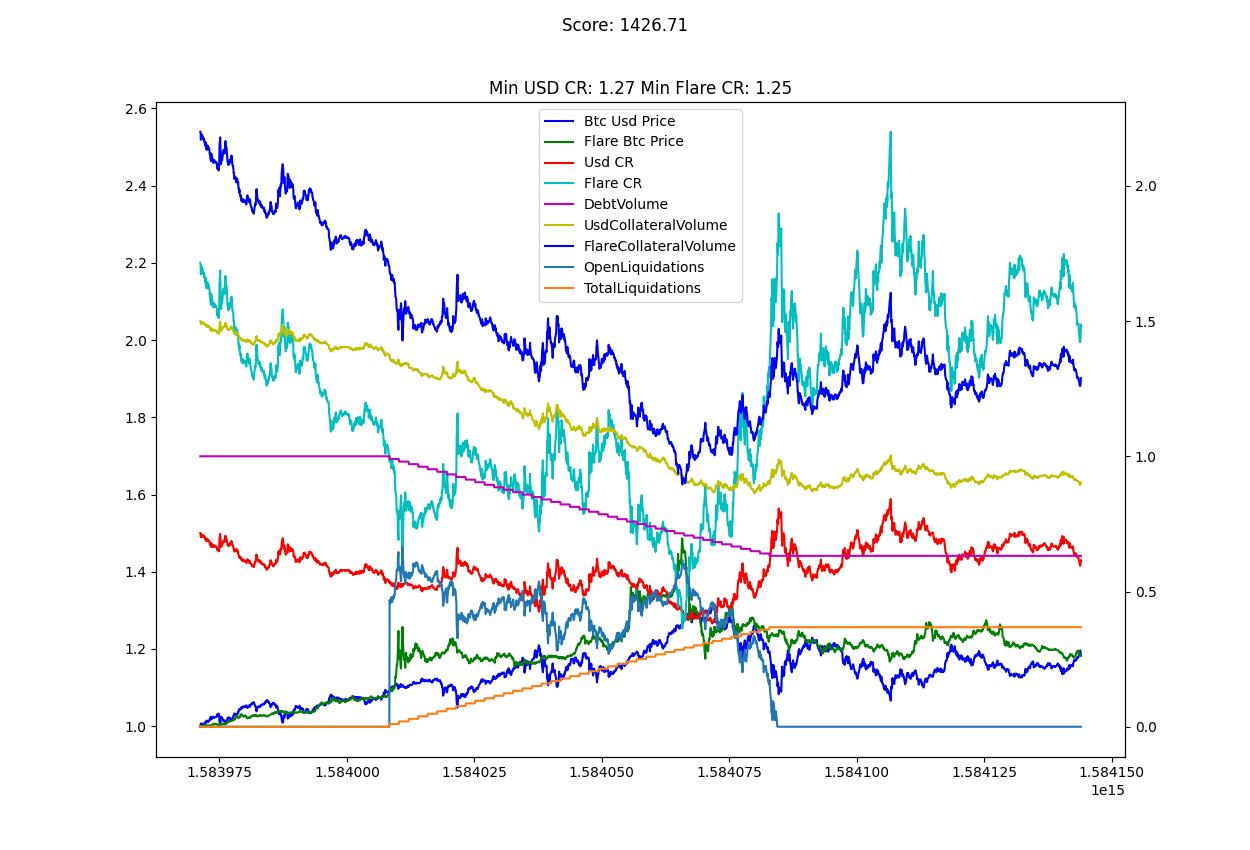 Score: 1426.71
Min USD CR: 1.27 Min Flare CR: 1.25
2.6
2.4
2.2
2.0
1.8
1.6
1.4
1.2
1.0
Btc Usd Price
Flare Btc Price
Usd CR
Flare CR
DebtVolume
UsdCollateralVolume
FlareCollateralVolume
OpenLiquidations
TotalLiquidations
2.0
1.5
1.0
0.5
0.0
1.583975 1.584000 1.584025 1.584050 1.584075 1.584100 1.584125 1.584150
1e15